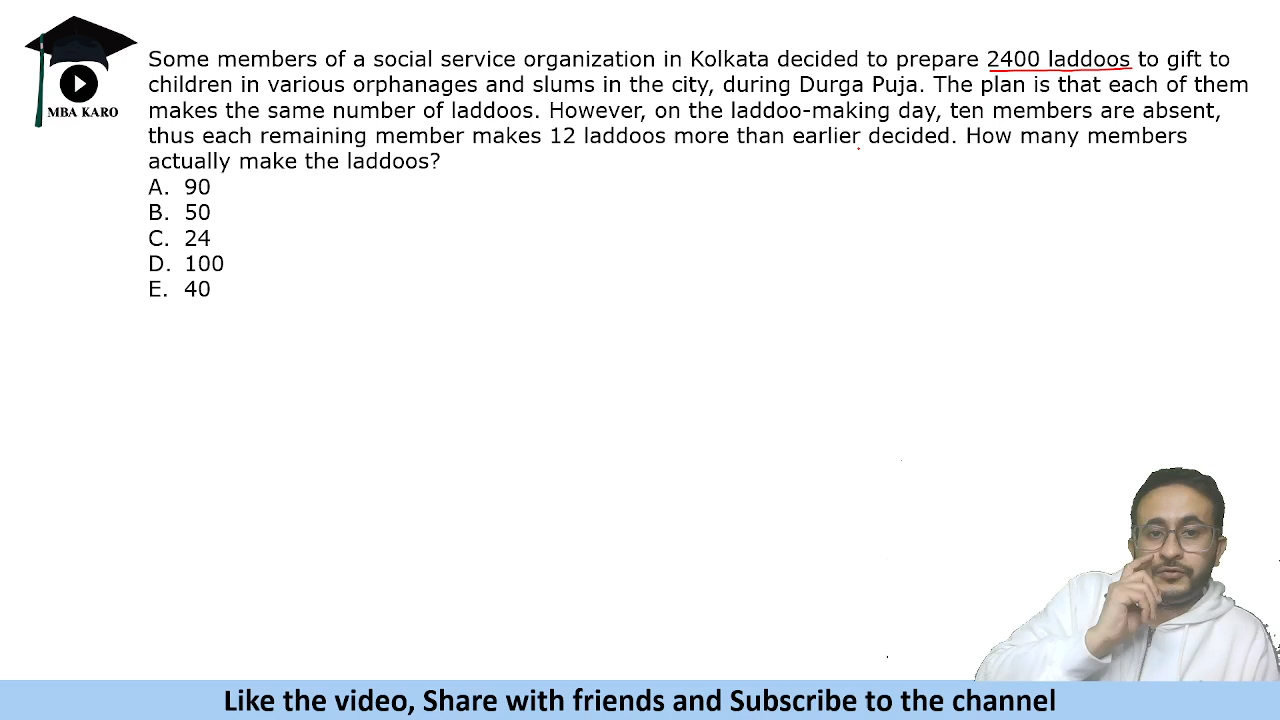 MBA KARO
Some members of a social service organization in Kolkata decided to prepare 2400 laddoos to gift to
children in various orphanages and slums in the city, during Durga Puja. The plan is that each of them
makes the same number of laddoos. However, on the laddoo-making day, ten members are absent,
thus each remaining member makes 12 laddoos more than earlier decided. How many members
actually make the laddoos?
A. 90
B. 50
C. 24
D. 100
E. 40
Like the video, Share with friends and Subscribe to the channel